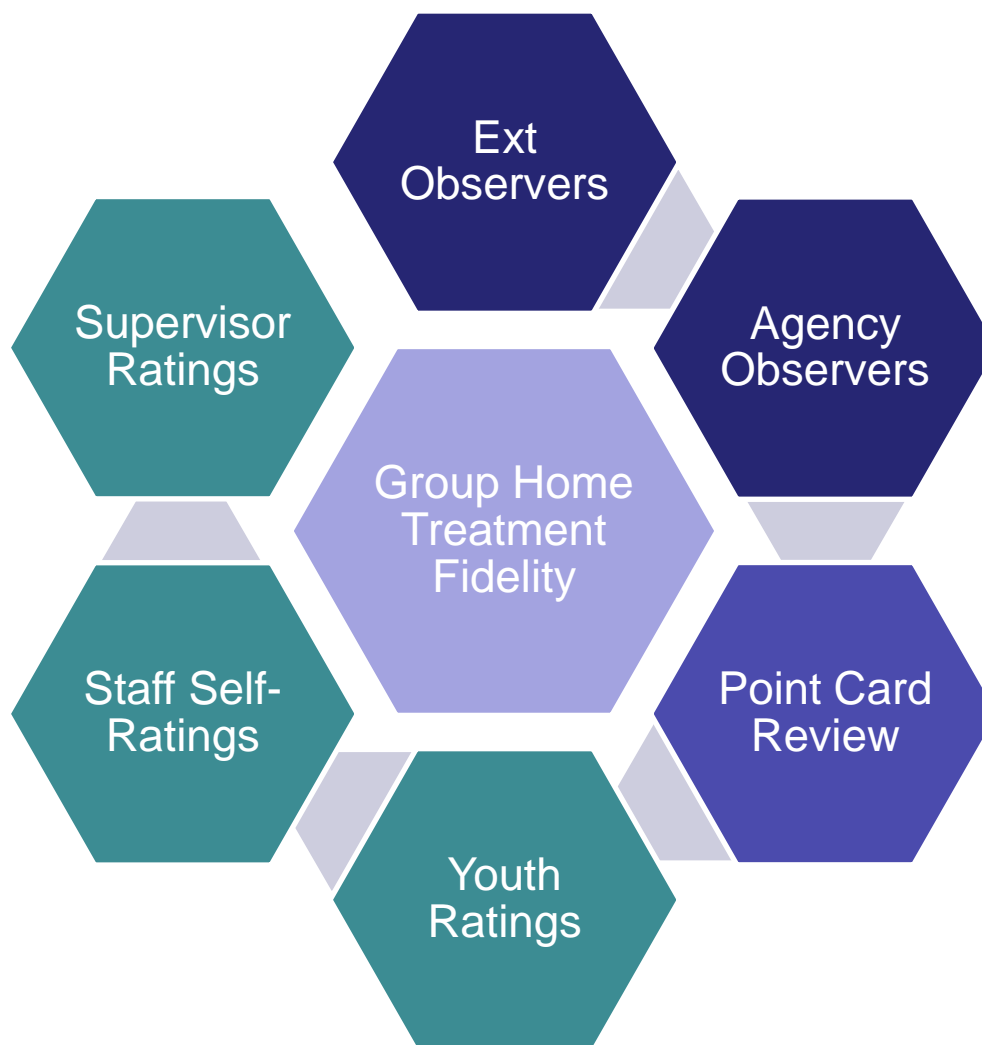 Ext
Observers
Agency
Observers
Point Card
Review
Youth
Ratings
Staff Self-
Ratings
Supervisor
Ratings
Group Home
Treatment
Fidelity